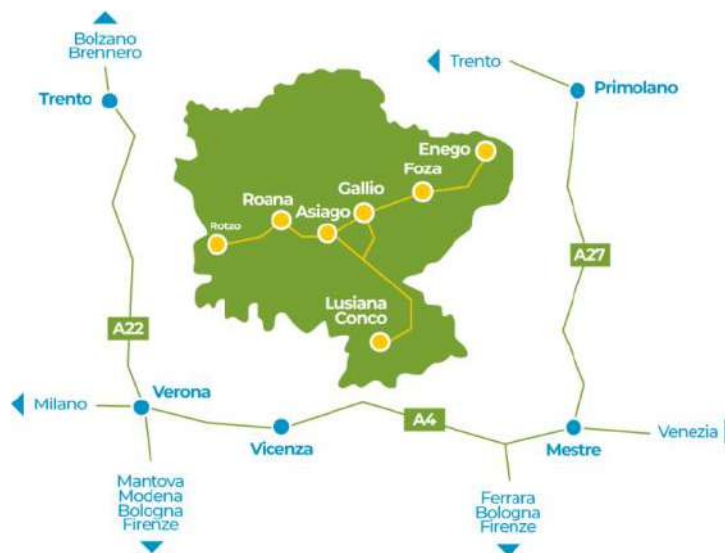 Bolzano
Brennero
Trento
Trento
Primolano
Enego
Foza
Gallio
Roana
Asiago
Rotzo
A27
Lusiana
Conco
A22
Verona
Milano
A4
Vicenza
Mestre
Venezia
Mantova
Modena
Bologna
Firenze
Ferrara
Bologna
Firenze